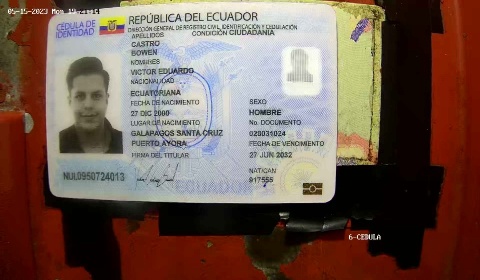 05-15-2023 Mon
REPÚBLICA DEL ECUADOR
CÉDULA DE
IDENTIDAD
DIRECCIÓN GENERAL DE REGISTRO CIVIL, IDENTIFICACIÓN Y CEDULACIÓN
APELLIDOS
CONDICIÓN CIUDADANÍA
CASTRO
BOWEN
NOMBRES
VICTOR EDUARDO
NACIONALIDAD
ECUATORIANA
FECHA DE NACIMIENTO
27 DIC 2000
LUGAR DE NACIMIENTO
GALAPAGOS SANTA CRUZ
PUERTO AYORA
FIRMA DEL TITULAR
SEXO
HOMBRE
No. DOCUMENTO
020031024
FECHA DE VENCIMIENTO
27 JUN 2032
NAT/CAN
917555
NUI.0950724013
ECUADOR
6-CEDULA